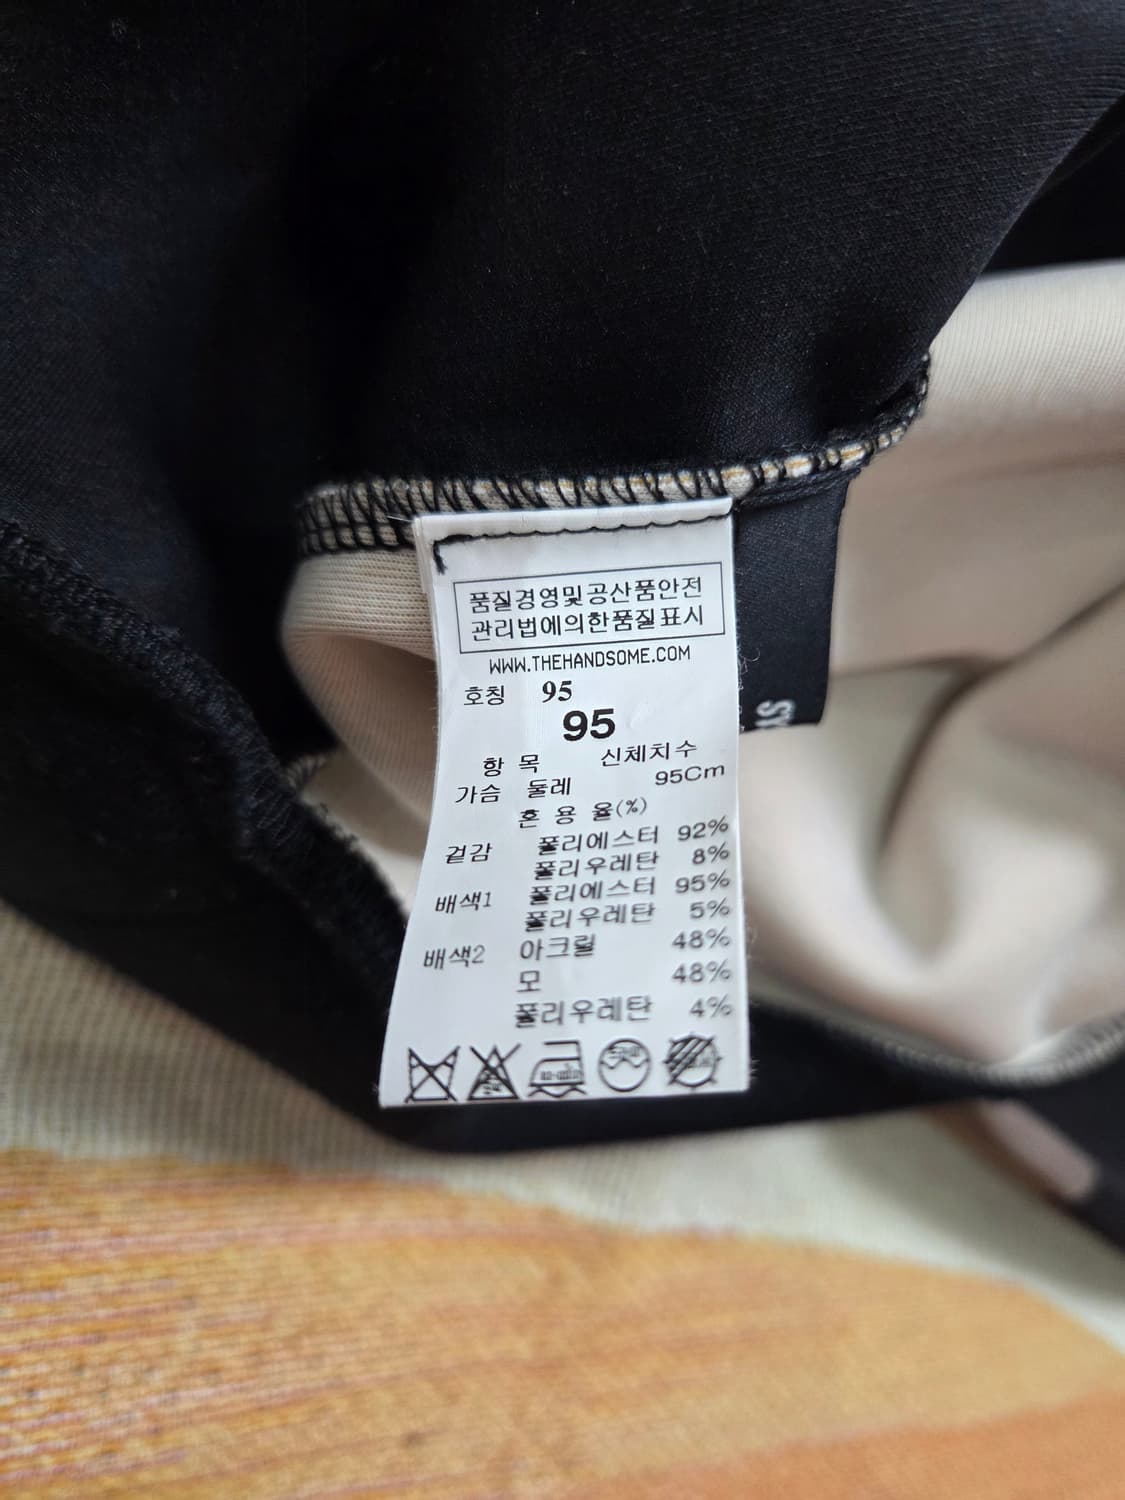 품질경영및공산품안전
관리법에의한품질표시
WWW.THEHANDSOME.COM
호칭 95
95
항 목 신체치수
가슴 둘레 95Cm
혼 용 율(%)
겉감 폴리에스터 92%
폴리우레탄 8%
배색1 폴리에스터 95%
폴리우레탄 5%
배색2 아크릴 48%
모 48%
폴리우레탄 4%